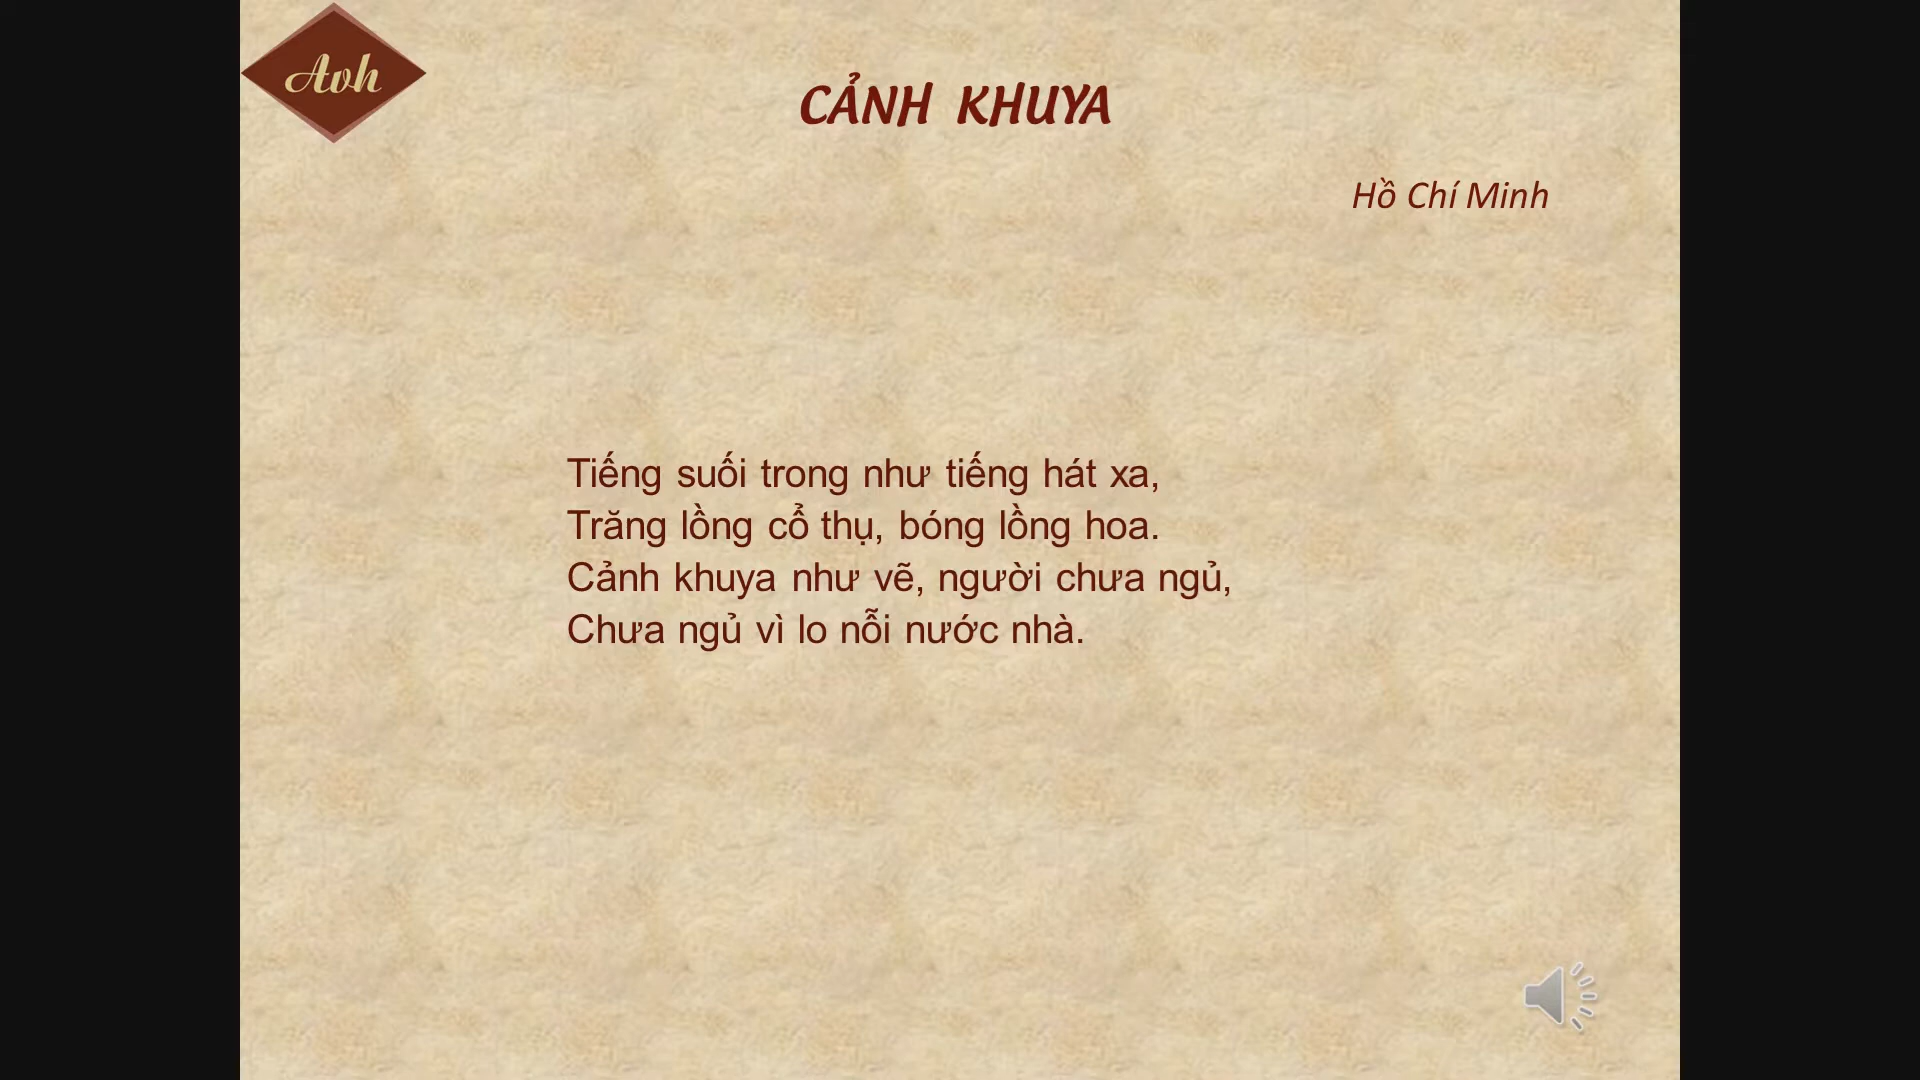 Avh
CẢNH KHUYA
Hồ Chí Minh
Tiếng suối trong như tiếng hát xa,
Trăng lồng cổ thụ, bóng lồng hoa.
Cảnh khuya như vẽ, người chưa ngủ,
Chưa ngủ vì lo nỗi nước nhà.